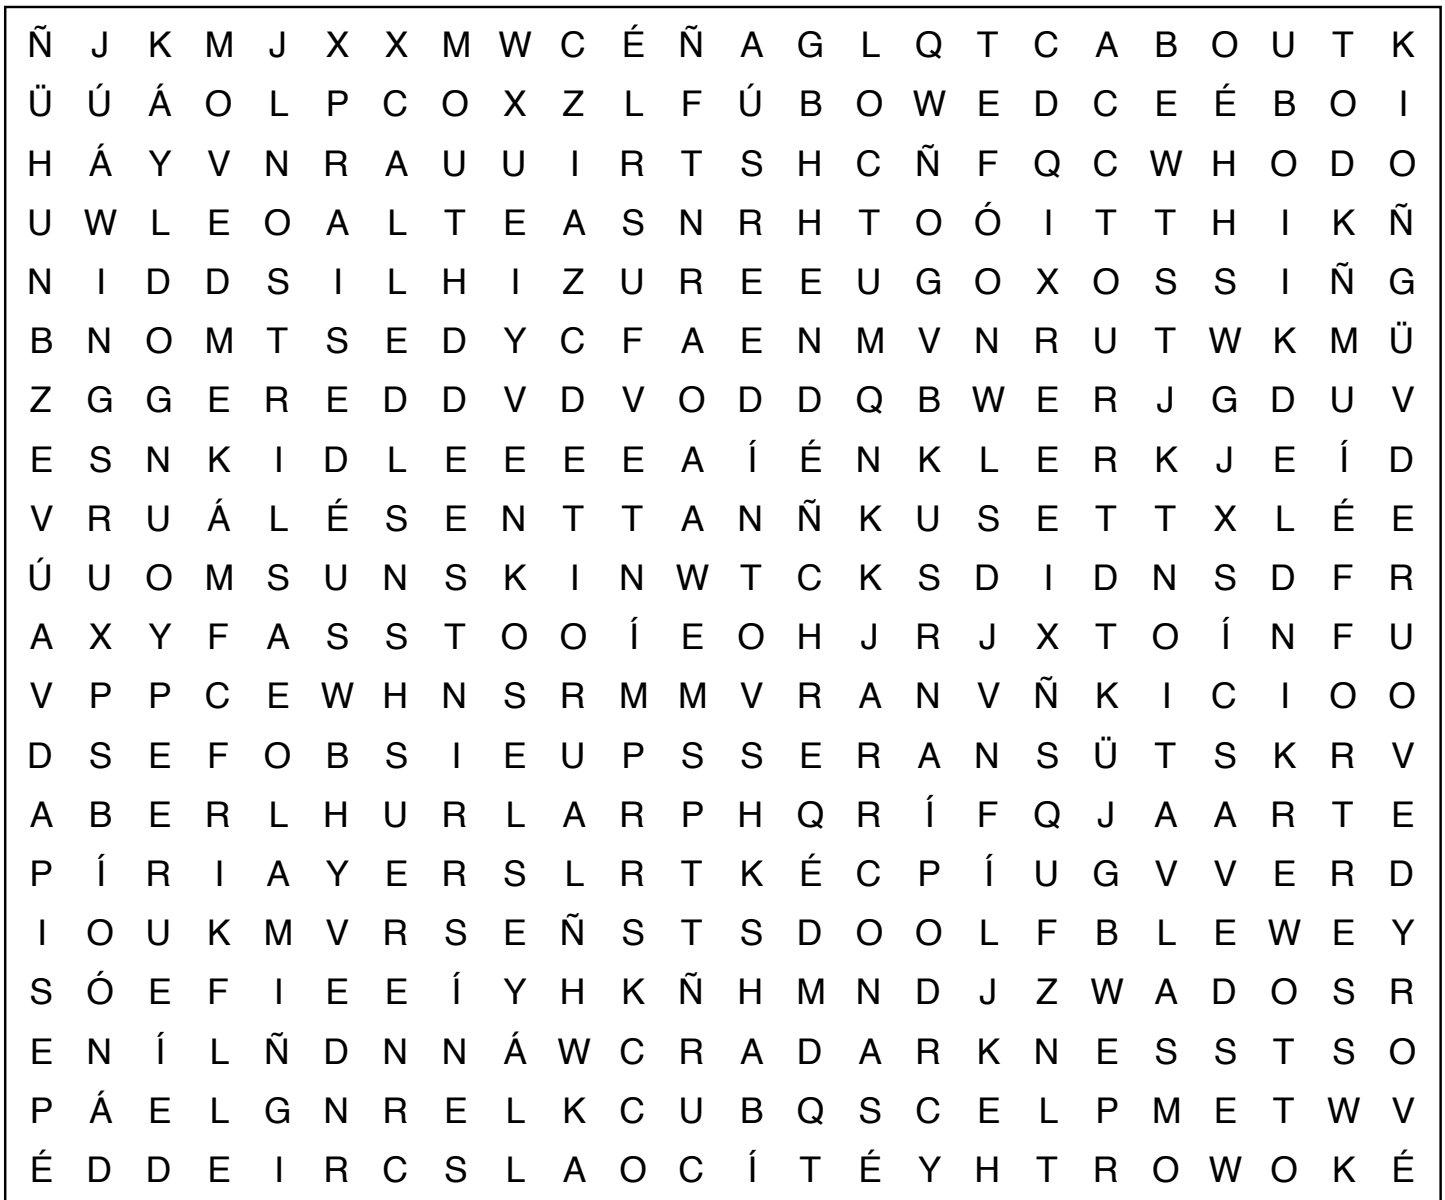 Ñ J K M J X X M W C É Ñ A G L Q T C A B O U T K
Ü Ú Á O L P C O X Z L F Ú B O W E D C E É B O I
H Á Y V N R A U U I R T S H C Ñ F Q C W H O D O
U W L E O A L T E A S N R H T O Ó I T T H I K Ñ
N I D D S I L H I Z U R E E U G O X O S S I Ñ G
B N O M T S E D Y C F A E N M V N R U T W K M Ü
Z G G E R E D D V D V O D D Q B W E R J G D U V
E S N K I D L E E E E A Í É N K L E R K J E Í D
V R U Á L É S E N T T A N Ñ K U S E T T X L É E
Ú U O M S U N S K I N W T C K S D I D N S D F R
A X Y F A S S T O O Í E O H J R J X T O Í N F U
V P P C E W H N S R M M V R A N V Ñ K I C I O O
D S E F O B S I E U P S S E R A N S Ü T S K R V
A B E R L H U R L A R P H Q R Í F Q J A A R T E
P Í R I A Y E R S L R T K É C P Í U G V V E R D
I O U K M V R S E Ñ S T S D O O L F B L E W E Y
S Ó E F I E E Í Y H K Ñ H M N D J Z W A D O S R
E N Í L Ñ D N N Á W C R A D A R K N E S S T S O
P Á E L G N R E L K C U B Q S C E L P M E T W V
É D D E I R C S L A O C Í T É Y H T R O W O K É